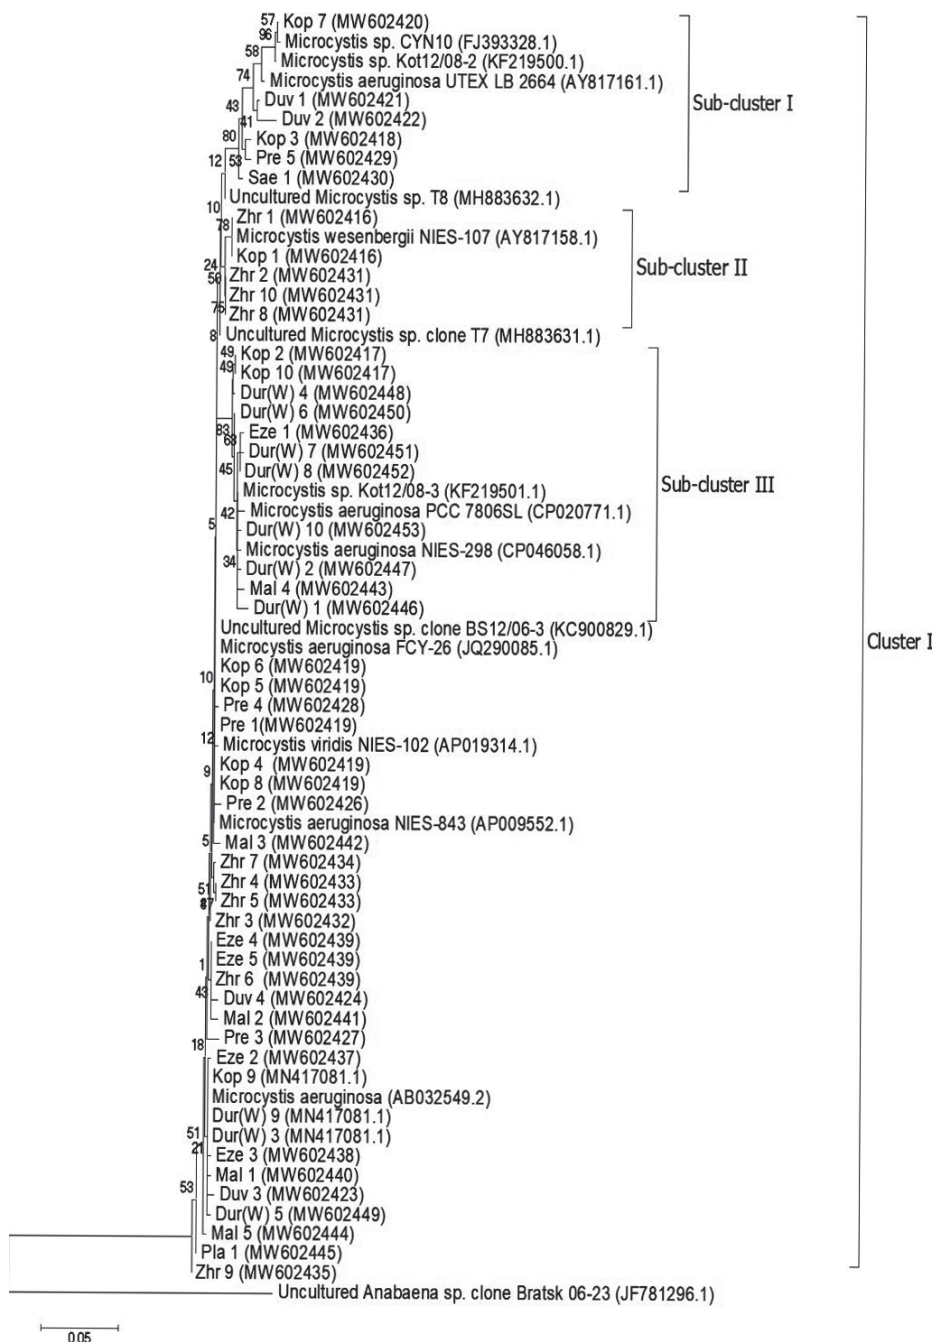 57 Kop 7 (MW602420)
96 Microcystis sp. CYN10 (FJ393328.1)
58 Microcystis sp. Kot12/08-2 (KF219500.1)
74 Microcystis aeruginosa UTEX LB 2664 (AY817161.1)
43 Duv 1 (MW602421)
Sub-cluster I
41 Duv 2 (MW602422)
80 Kop 3 (MW602418)
12 53 Pre 5 (MW602429)
Sae 1 (MW602430)
Uncultured Microcystis sp. T8 (MH883632.1)
10 Zhr 1 (MW602416)
78 Microcystis wesenbergii NIES-107 (AY817158.1)
Kop 1 (MW602416)
24 Zhr 2 (MW602431)
Sub-cluster II
Zhr 10 (MW602431)
Zhr 8 (MW602431)
8 Uncultured Microcystis sp. clone T7 (MH883631.1)
49 Kop 2 (MW602417)
49 Kop 10 (MW602417)
Dur(W) 4 (MW602448)
Dur(W) 6 (MW602450)
83 Eze 1 (MW602436)
Dur(W) 7 (MW602451)
45 Dur(W) 8 (MW602452)
Microcystis sp. Kot12/08-3 (KF219501.1)
Sub-cluster III
42 Microcystis aeruginosa PCC 7806SL (CP020771.1)
5 Dur(W) 10 (MW602453)
Microcystis aeruginosa NIES-298 (CP046058.1)
34 Dur(W) 2 (MW602447)
Mal 4 (MW602443)
Dur(W) 1 (MW602446)
Uncultured Microcystis sp. clone BS12/06-3 (KC900829.1)
Cluster I
Microcystis aeruginosa FCY-26 (JQ290085.1)
Kop 6 (MW602419)
10 Kop 5 (MW602419)
Pre 4 (MW602428)
Pre 1(MW602419)
12 Microcystis viridis NIES-102 (AP019314.1)
Kop 4 (MW602419)
9 Kop 8 (MW602419)
Pre 2 (MW602426)
Microcystis aeruginosa NIES-843 (AP009552.1)
5 Mal 3 (MW602442)
Zhr 7 (MW602434)
Zhr 4 (MW602433)
51 Zhr 5 (MW602433)
Zhr 3 (MW602432)
Eze 4 (MW602439)
Eze 5 (MW602439)
1 Zhr 6 (MW602439)
43 Duv 4 (MW602424)
Mal 2 (MW602441)
Pre 3 (MW602427)
18 Eze 2 (MW602437)
Kop 9 (MN417081.1)
Microcystis aeruginosa (AB032549.2)
Dur(W) 9 (MN417081.1)
51 Dur(W) 3 (MN417081.1)
21 Eze 3 (MW602438)
Mal 1 (MW602440)
53 Duv 3 (MW602423)
Dur(W) 5 (MW602449)
Mal 5 (MW602444)
Pla 1 (MW602445)
Zhr 9 (MW602435)
Uncultured Anabaena sp. clone Bratsk 06-23 (JF781296.1)
0.05